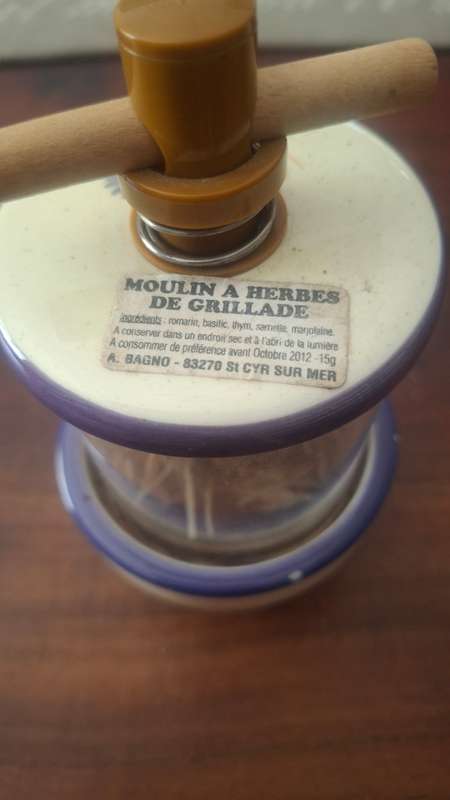 MOULIN A HERBES
DE GRILLADE
Ingrédients : romarin, basilic, thym, sarriette, marjolaine.
A conserver dans un endroit sec et à l'abri de la lumière
A consommer de préférence avant Octobre 2012 -15g
A. BAGNO - 83270 St CYR SUR MER